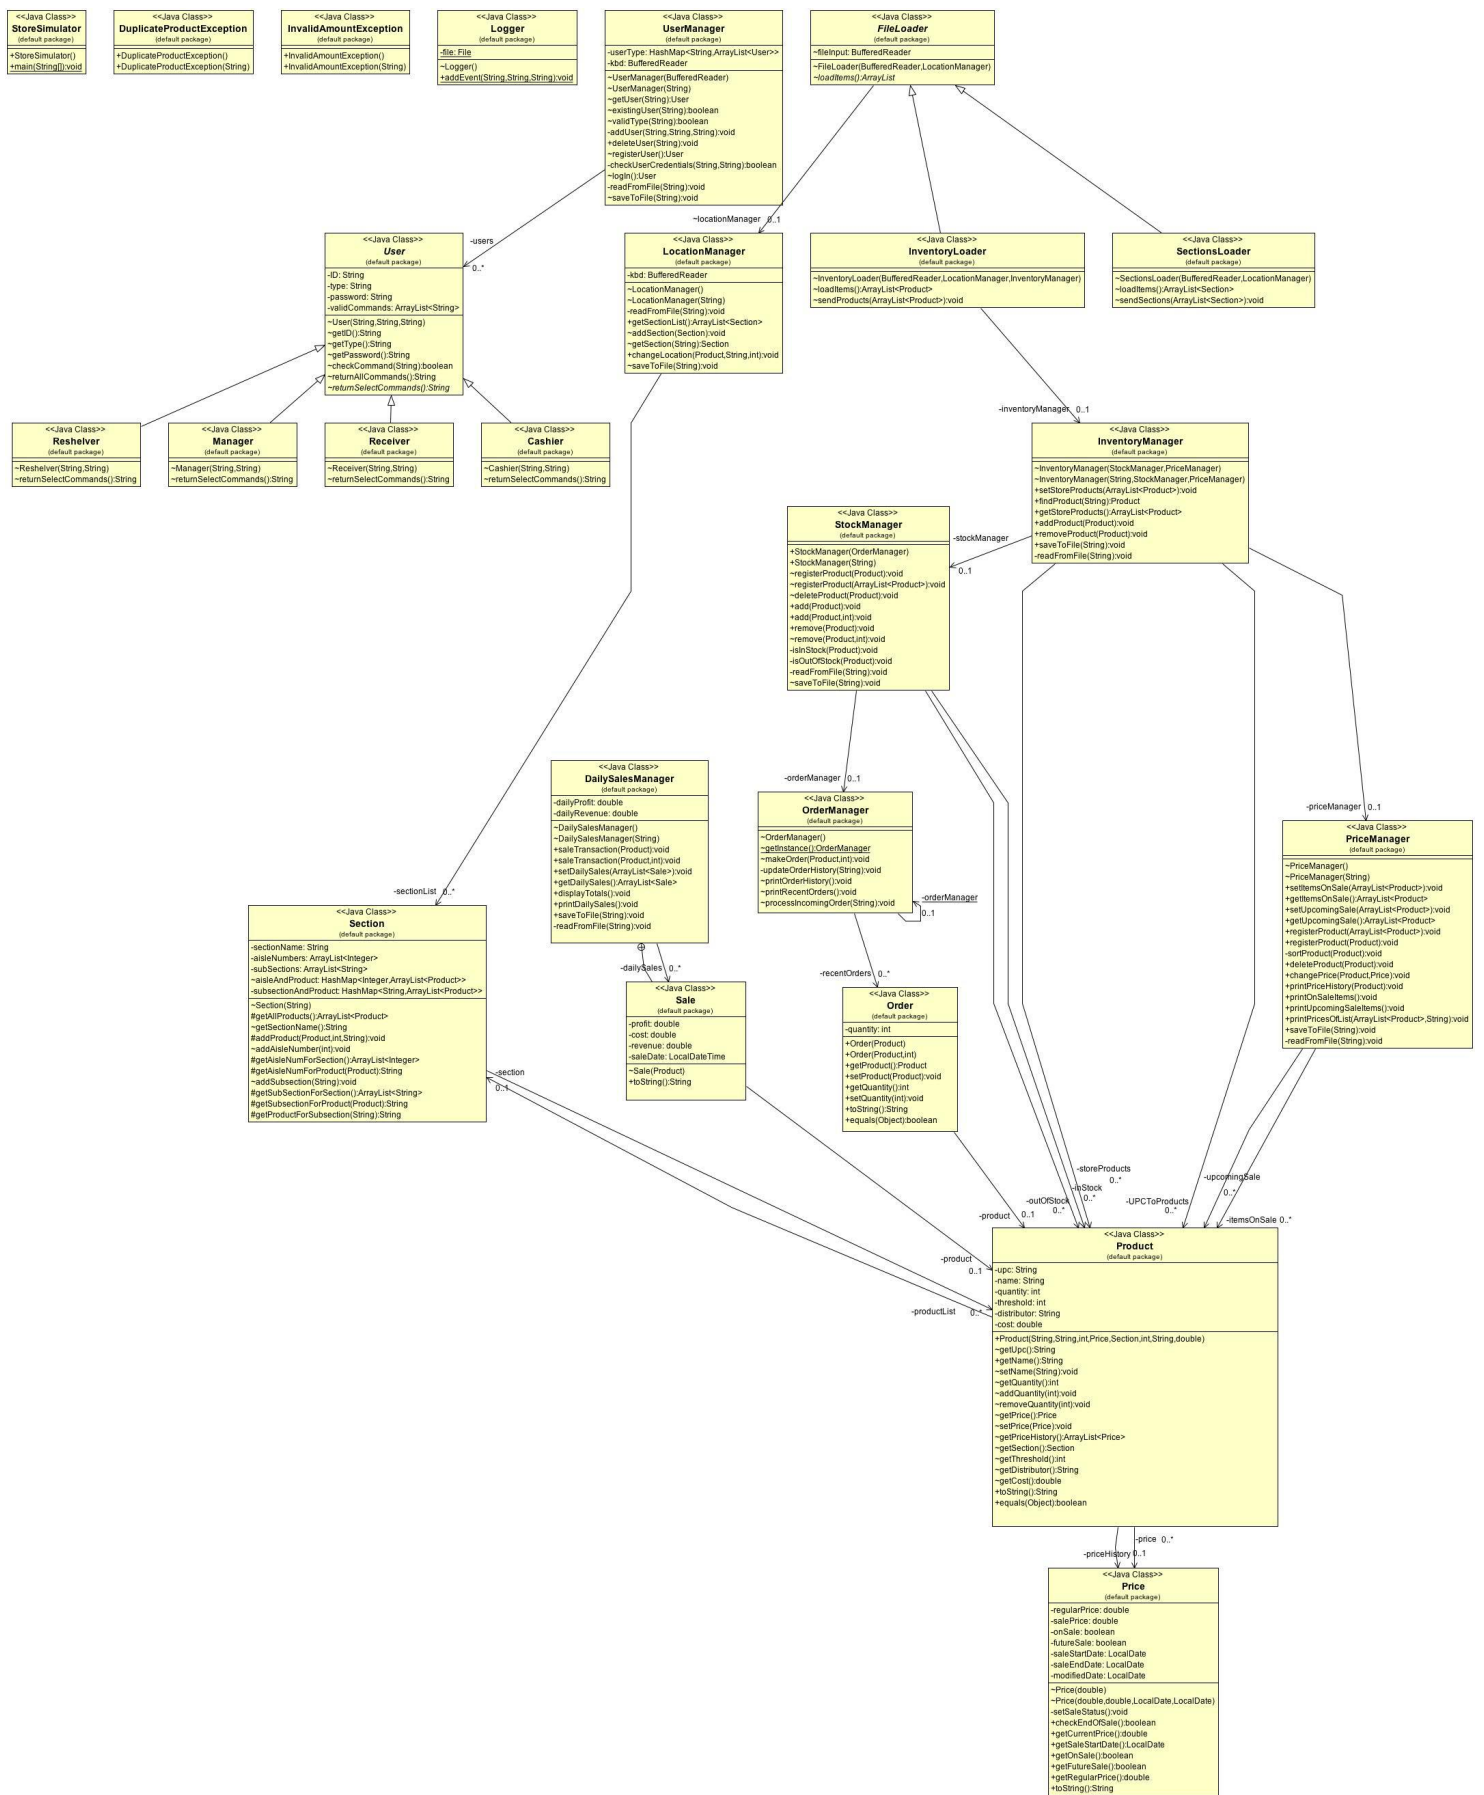 <<Java Class>>
StoreSimulator
(default package)
+StoreSimulator()
+main(String[]):void
<<Java Class>>
DuplicateProductException
(default package)
+DuplicateProductException()
+DuplicateProductException(String)
<<Java Class>>
InvalidAmountException
(default package)
+InvalidAmountException()
+InvalidAmountException(String)
<<Java Class>>
Logger
(default package)
-file: File
~Logger()
+addEvent(String,String,String):void
<<Java Class>>
UserManager
(default package)
-userType: HashMap<String,ArrayList<User>>
-kbd: BufferedReader
~UserManager(BufferedReader)
~UserManager(String)
~getUser(String):User
~existingUser(String):boolean
~validType(String):boolean
-addUser(String,String,String):void
+deleteUser(String):void
~registerUser():User
-checkUserCredentials(String,String):boolean
~logIn():User
-readFromFile(String):void
~saveToFile(String):void
<<Java Class>>
FileLoader
(default package)
~fileInput: BufferedReader
~FileLoader(BufferedReader,LocationManager)
~loadItems():ArrayList
-users
0..*
~locationManager
0..1
<<Java Class>>
User
(default package)
-ID: String
-type: String
-password: String
-validCommands: ArrayList<String>
~User(String,String,String)
~getID():String
~getType():String
~getPassword():String
~checkCommand(String):boolean
~returnAllCommands():String
~returnSelectCommands():String
<<Java Class>>
LocationManager
(default package)
-kbd: BufferedReader
~LocationManager()
~LocationManager(String)
-readFromFile(String):void
+getSectionList():ArrayList<Section>
~addSection(Section):void
~getSection(String):Section
+changeLocation(Product,String,int):void
~saveToFile(String):void
<<Java Class>>
InventoryLoader
(default package)
~InventoryLoader(BufferedReader,LocationManager,InventoryManager)
~loadItems():ArrayList<Product>
~sendProducts(ArrayList<Product>):void
<<Java Class>>
SectionsLoader
(default package)
~SectionsLoader(BufferedReader,LocationManager)
~loadItems():ArrayList<Section>
~sendSections(ArrayList<Section>):void
<<Java Class>>
Reshelver
(default package)
~Reshelver(String,String)
~returnSelectCommands():String
<<Java Class>>
Manager
(default package)
~Manager(String,String)
~returnSelectCommands():String
<<Java Class>>
Receiver
(default package)
~Receiver(String,String)
~returnSelectCommands():String
<<Java Class>>
Cashier
(default package)
~Cashier(String,String)
~returnSelectCommands():String
-inventoryManager
0..1
<<Java Class>>
InventoryManager
(default package)
~InventoryManager(StockManager,PriceManager)
~InventoryManager(String,StockManager,PriceManager)
+setStoreProducts(ArrayList<Product>):void
+findProduct(String):Product
+getStoreProducts():ArrayList<Product>
+addProduct(Product):void
+removeProduct(Product):void
+saveToFile(String):void
-readFromFile(String):void
-stockManager
0..1
<<Java Class>>
StockManager
(default package)
+StockManager(OrderManager)
+StockManager(String)
~registerProduct(Product):void
~registerProduct(ArrayList<Product>):void
~deleteProduct(Product):void
+add(Product):void
+add(Product,int):void
+remove(Product):void
~remove(Product,int):void
-isInStock(Product):void
-isOutOfStock(Product):void
-readFromFile(String):void
~saveToFile(String):void
-orderManager
0..1
-priceManager
0..1
<<Java Class>>
DailySalesManager
(default package)
-dailyProfit: double
-dailyRevenue: double
~DailySalesManager()
~DailySalesManager(String)
+saleTransaction(Product):void
+saleTransaction(Product,int):void
+setDailySales(ArrayList<Sale>):void
+getDailySales():ArrayList<Sale>
+displayTotals():void
+printDailySales():void
+saveToFile(String):void
-readFromFile(String):void
<<Java Class>>
OrderManager
(default package)
~OrderManager()
~getInstance():OrderManager
~makeOrder(Product,int):void
-updateOrderHistory(String):void
~printOrderHistory():void
~printRecentOrders():void
~processIncomingOrder(String):void
-orderManager
0..1
<<Java Class>>
PriceManager
(default package)
~PriceManager()
~PriceManager(String)
+setItemsOnSale(ArrayList<Product>):void
+getItemsOnSale():ArrayList<Product>
+setUpcomingSale(ArrayList<Product>):void
+getUpcomingSale():ArrayList<Product>
+registerProduct(ArrayList<Product>):void
+registerProduct(Product):void
-sortProduct(Product):void
+deleteProduct(Product):void
+changePrice(Product,Price):void
+printPriceHistory(Product):void
+printOnSaleItems():void
+printUpcomingSaleItems():void
+printPricesOfList(ArrayList<Product>,String):void
+saveToFile(String):void
-readFromFile(String):void
-sectionList
0..*
<<Java Class>>
Section
(default package)
-sectionName: String
-aisleNumbers: ArrayList<Integer>
-subSections: ArrayList<String>
~aisleAndProduct: HashMap<Integer,ArrayList<Product>>
-subsectionAndProduct: HashMap<String,ArrayList<Product>>
~Section(String)
#getAllProducts():ArrayList<Product>
~getSectionName():String
#addProduct(Product,int,String):void
~addAisleNumber(int):void
#getAisleNumForSection():ArrayList<Integer>
#getAisleNumForProduct(Product):String
~addSubsection(String):void
#getSubSectionForSection():ArrayList<String>
#getSubsectionForProduct(Product):String
#getProductForSubsection(String):String
-section
0..1
-dailySales
0..*
<<Java Class>>
Sale
(default package)
-profit: double
-cost: double
-revenue: double
-saleDate: LocalDateTime
~Sale(Product)
+toString():String
-recentOrders
0..*
<<Java Class>>
Order
(default package)
-quantity: int
+Order(Product)
+Order(Product,int)
+getProduct():Product
+setProduct(Product):void
+getQuantity():int
+setQuantity(int):void
+toString():String
+equals(Object):boolean
-storeProducts
0..*
-inStock
0..*
-outOfStock
0..*
-UPCToProducts
0..*
-upcomingSale
0..*
-itemsOnSale 0..*
-product
0..1
-product
0..1
-productList
0..*
<<Java Class>>
Product
(default package)
-upc: String
-name: String
-quantity: int
-threshold: int
-distributor: String
-cost: double
+Product(String,String,int,Price,Section,int,String,double)
~getUpc():String
+getName():String
~setName(String):void
~getQuantity():int
~addQuantity(int):void
~removeQuantity(int):void
~getPrice():Price
~setPrice(Price):void
~getPriceHistory():ArrayList<Price>
~getSection():Section
~getThreshold():int
~getDistributor():String
~getCost():double
+toString():String
+equals(Object):boolean
-price 0..*
-priceHistory 0..1
<<Java Class>>
Price
(default package)
-regularPrice: double
-salePrice: double
-onSale: boolean
-futureSale: boolean
-saleStartDate: LocalDate
-saleEndDate: LocalDate
-modifiedDate: LocalDate
~Price(double)
~Price(double,double,LocalDate,LocalDate)
-setSaleStatus():void
+checkEndOfSale():boolean
+getCurrentPrice():double
+getSaleStartDate():LocalDate
+getOnSale():boolean
+getFutureSale():boolean
+getRegularPrice():double
+toString():String